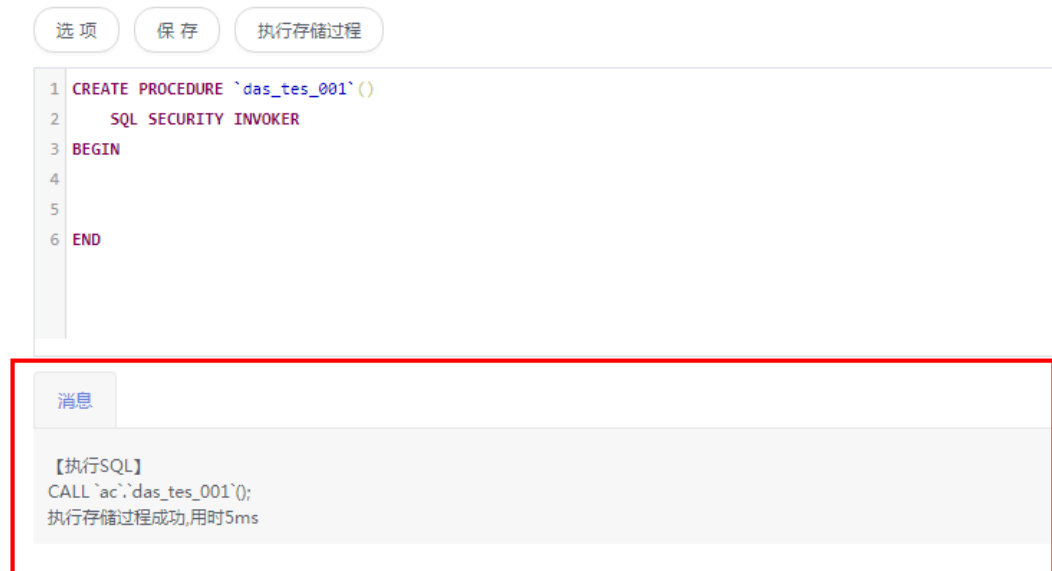 选 项 保 存 执行存储过程
1 CREATE PROCEDURE `das_tes_001`()
2 SQL SECURITY INVOKER
3 BEGIN
4
5
6 END
消息
【执行SQL】
CALL `ac`.`das_tes_001`();
执行存储过程成功,用时5ms